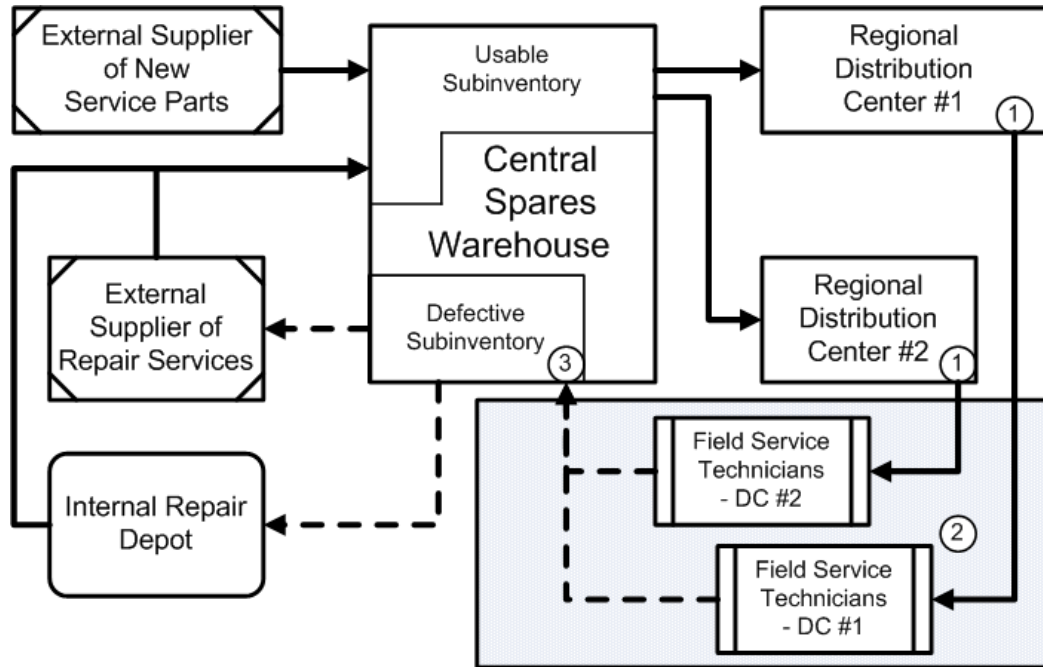 External Supplier
of New
Service Parts
Usable
Subinventory
Regional
Distribution
Center #1
1
Central
Spares
Warehouse
External
Supplier of
Repair Services
Defective
Subinventory
3
Regional
Distribution
Center #2
1
Field Service
Technicians
- DC #2
Internal Repair
Depot
2
Field Service
Technicians
- DC #1